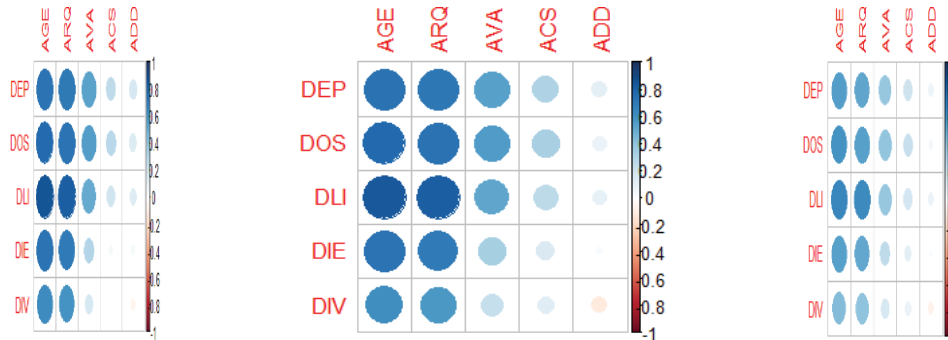 AGE ARQ AVA ACS ADD
DEP
DOS
DLI
DIE
DIV
1
0.8
0.6
0.4
0.2
0
-0.2
-0.4
-0.6
-0.8
-1
AGE ARQ AVA ACS ADD
DEP
DOS
DLI
DIE
DIV
1
0.8
0.6
0.4
0.2
0
-0.2
-0.4
-0.6
-0.8
-1
AGE ARQ AVA ACS ADD
DEP
DOS
DLI
DIE
DIV